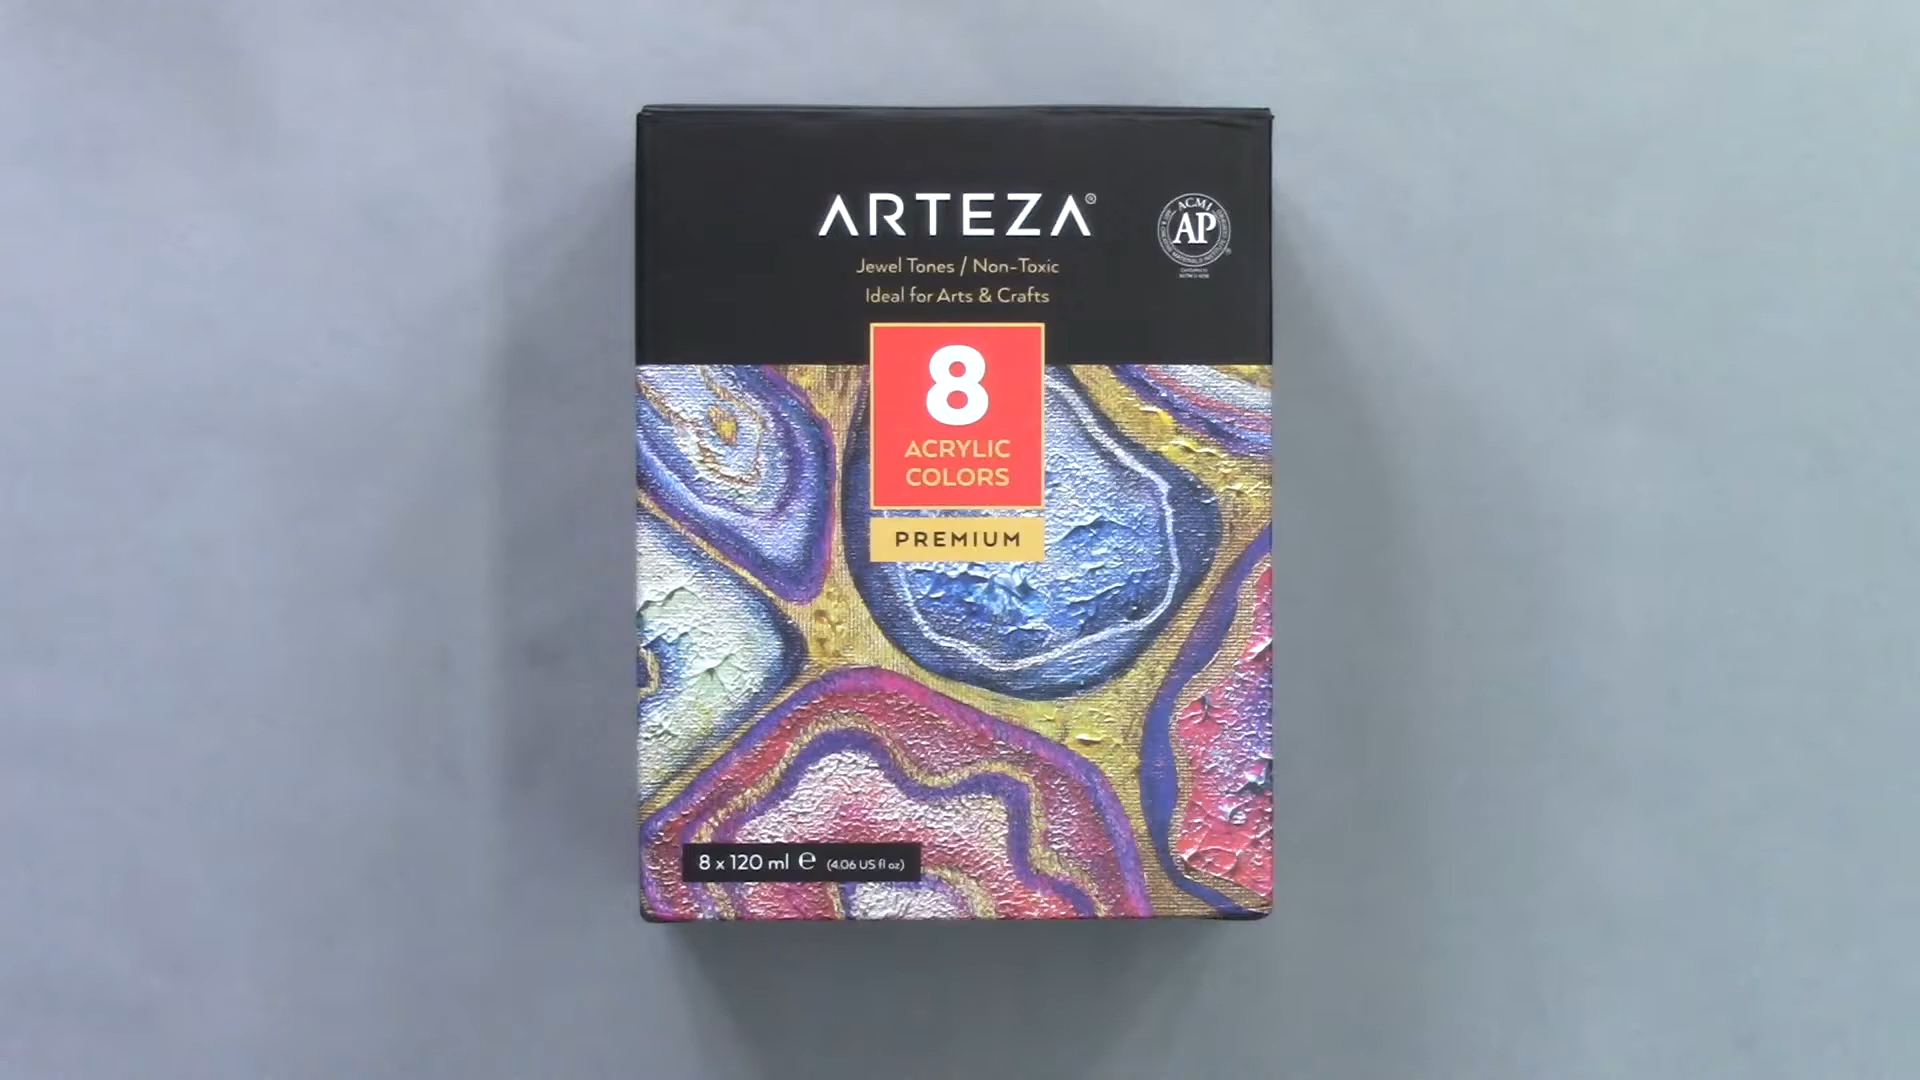 ARTEZA®
Jewel Tones / Non-Toxic
Ideal for Arts & Crafts
ACMI
AP
8
ACRYLIC
COLORS
PREMIUM
8 x 120 ml ℮ (4.06 US fl oz)